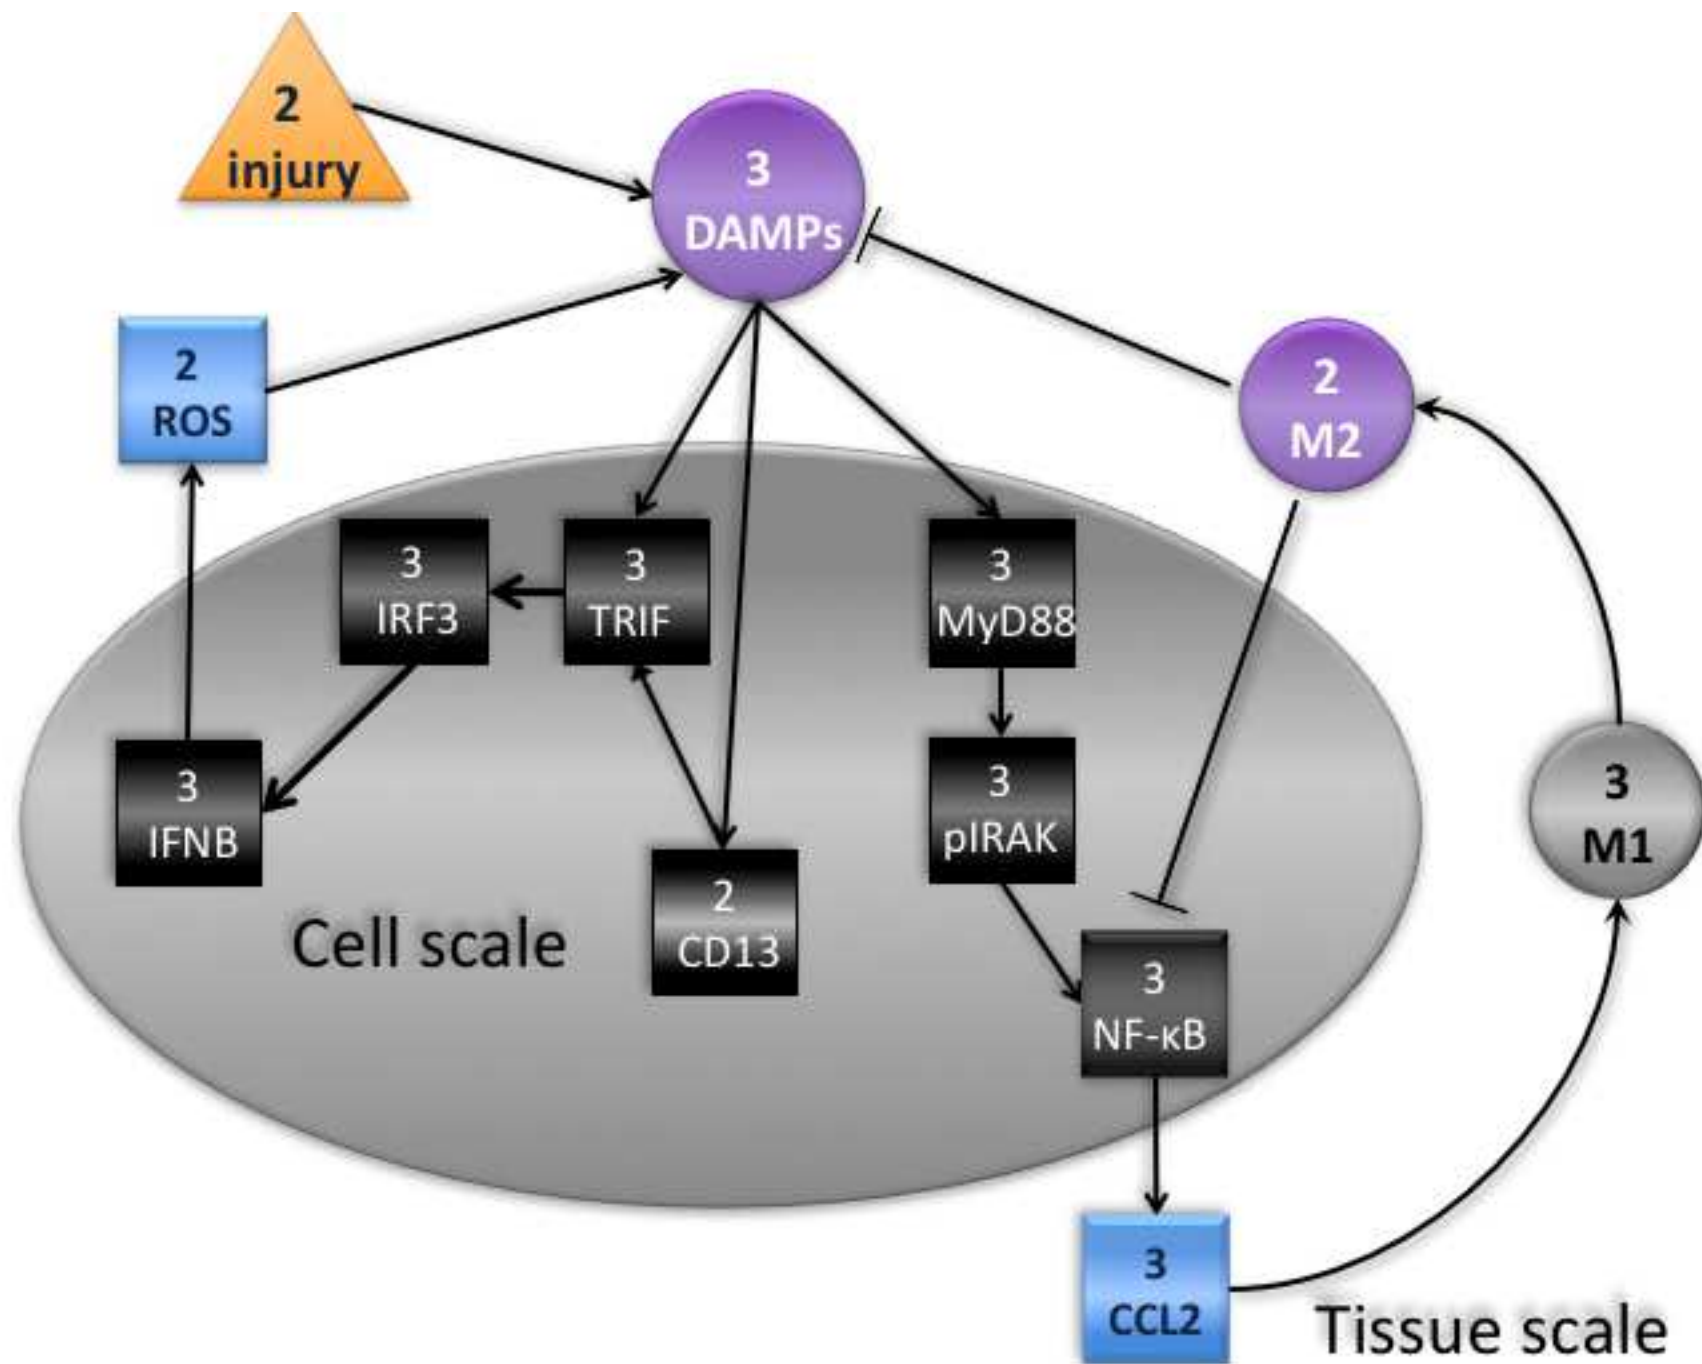 2
injury
3
DAMPs
2
ROS
2
M2
3
IRF3
3
TRIF
3
MyD88
3
IFNB
3
pIRAK
3
M1
2
CD13
Cell scale
3
NF-κB
3
CCL2
Tissue scale